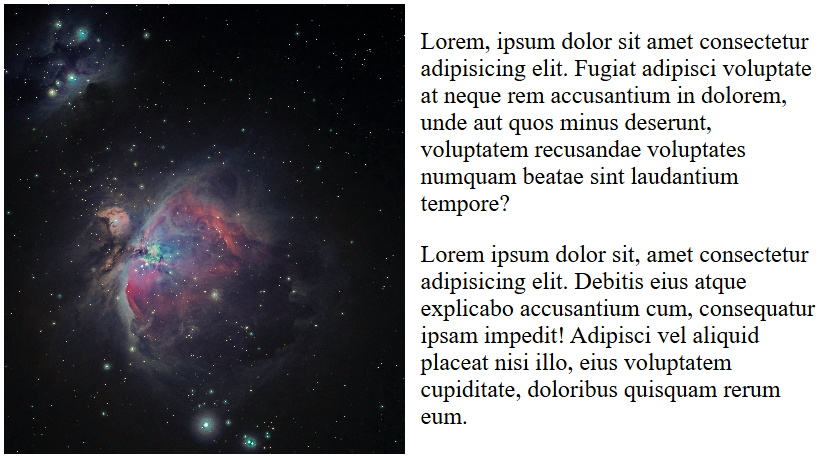 Lorem, ipsum dolor sit amet consectetur
adipisicing elit. Fugiat adipisci voluptate
at neque rem accusantium in dolorem,
unde aut quos minus deserunt,
voluptatem recusandae voluptates
numquam beatae sint laudantium
tempore?
Lorem ipsum dolor sit, amet consectetur
adipisicing elit. Debitis eius atque
explicabo accusantium cum, consequatur
ipsam impedit! Adipisci vel aliquid
placeat nisi illo, eius voluptatem
cupiditate, doloribus quisquam rerum
eum.